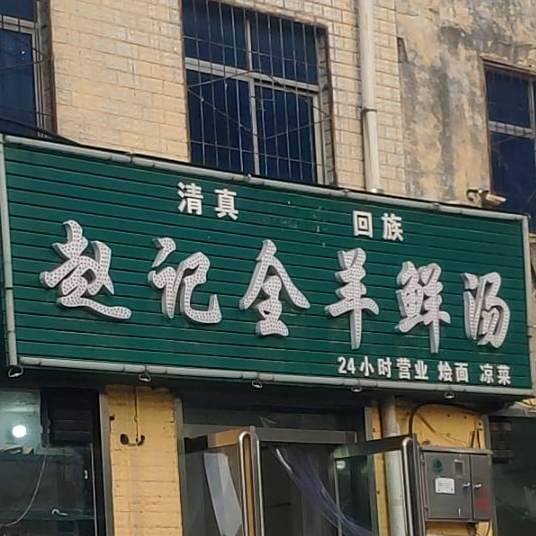 清真 回族
赵记全羊鲜汤
24小时营业 烩面 凉菜